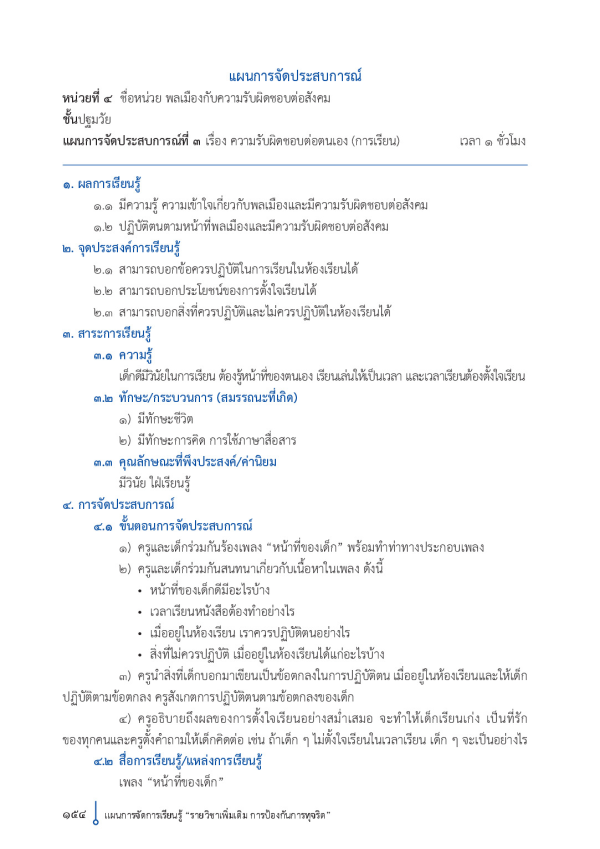 แผนการจัดประสบการณ์
หน่วยที่ ๔ ชื่อหน่วย พลเมืองกับความรับผิดชอบต่อสังคม
ชั้นปฐมวัย
แผนการจัดประสบการณ์ที่ ๓ เรื่อง ความรับผิดชอบต่อตนเอง (การเรียน) เวลา ๑ ชั่วโมง
๑. ผลการเรียนรู้
๑.๑ มีความรู้ ความเข้าใจเกี่ยวกับพลเมืองและมีความรับผิดชอบต่อสังคม
๑.๒ ปฏิบัติตนตามหน้าที่พลเมืองและมีความรับผิดชอบต่อสังคม
๒. จุดประสงค์การเรียนรู้
๒.๑ สามารถบอกข้อควรปฏิบัติในการเรียนในห้องเรียนได้
๒.๒ สามารถบอกประโยชน์ของการตั้งใจเรียนได้
๒.๓ สามารถบอกสิ่งที่ควรปฏิบัติและไม่ควรปฏิบัติในห้องเรียนได้
๓. สาระการเรียนรู้
๓.๑ ความรู้
เด็กดีมีวินัยในการเรียน ต้องรู้หน้าที่ของตนเอง เรียนเล่นให้เป็นเวลา และเวลาเรียนต้องตั้งใจเรียน
๓.๒ ทักษะ/กระบวนการ (สมรรถนะที่เกิด)
๑) มีทักษะชีวิต
๒) มีทักษะการคิด การใช้ภาษาสื่อสาร
๓.๓ คุณลักษณะที่พึงประสงค์/ค่านิยม
มีวินัย ใฝ่เรียนรู้
๔. การจัดประสบการณ์
๔.๑ ขั้นตอนการจัดประสบการณ์
๑) ครูและเด็กร่วมกันร้องเพลง “หน้าที่ของเด็ก” พร้อมทำท่าทางประกอบเพลง
๒) ครูและเด็กร่วมกันสนทนาเกี่ยวกับเนื้อหาในเพลง ดังนี้
• หน้าที่ของเด็กดีมีอะไรบ้าง
• เวลาเรียนหนังสือต้องทำอย่างไร
• เมื่ออยู่ในห้องเรียน เราควรปฏิบัติตนอย่างไร
• สิ่งที่ไม่ควรปฏิบัติ เมื่ออยู่ในห้องเรียนได้แก่อะไรบ้าง
๓) ครูนำสิ่งที่เด็กบอกมาเขียนเป็นข้อตกลงในการปฏิบัติตน เมื่ออยู่ในห้องเรียนและให้เด็ก
ปฏิบัติตามข้อตกลง ครูสังเกตการปฏิบัติตนตามข้อตกลงของเด็ก
๔) ครูอธิบายถึงผลของการตั้งใจเรียนอย่างสม่ำเสมอ จะทำให้เด็กเรียนเก่ง เป็นที่รัก
ของทุกคนและครูตั้งคำถามให้เด็กคิดต่อ เช่น ถ้าเด็ก ๆ ไม่ตั้งใจเรียนในเวลาเรียน เด็ก ๆ จะเป็นอย่างไร
๔.๒ สื่อการเรียนรู้/แหล่งการเรียนรู้
เพลง “หน้าที่ของเด็ก”
๑๕๔ แผนการจัดการเรียนรู้ “รายวิชาเพิ่มเติม การป้องกันการทุจริต”